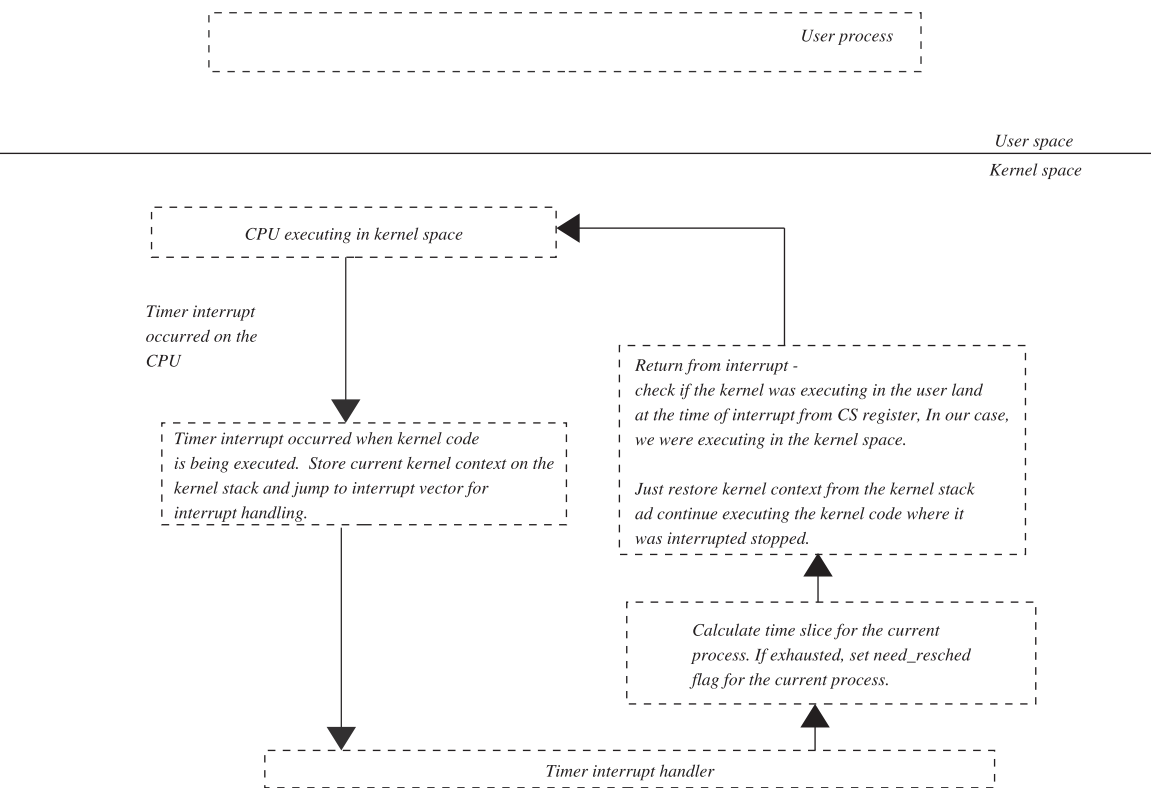 User process
User space
Kernel space
CPU executing in kernel space
Timer interrupt
occurred on the
CPU
Timer interrupt occurred when kernel code
is being executed.  Store current kernel context on the
kernel stack and jump to interrupt vector for
interrupt handling.
Return from interrupt -
check if the kernel was executing in the user land
at the time of interrupt from CS register, In our case,
we were executing in the kernel space.
Just restore kernel context from the kernel stack
ad continue executing the kernel code where it
was interrupted stopped.
Calculate time slice for the current
process. If exhausted, set need_resched
flag for the current process.
Timer interrupt handler